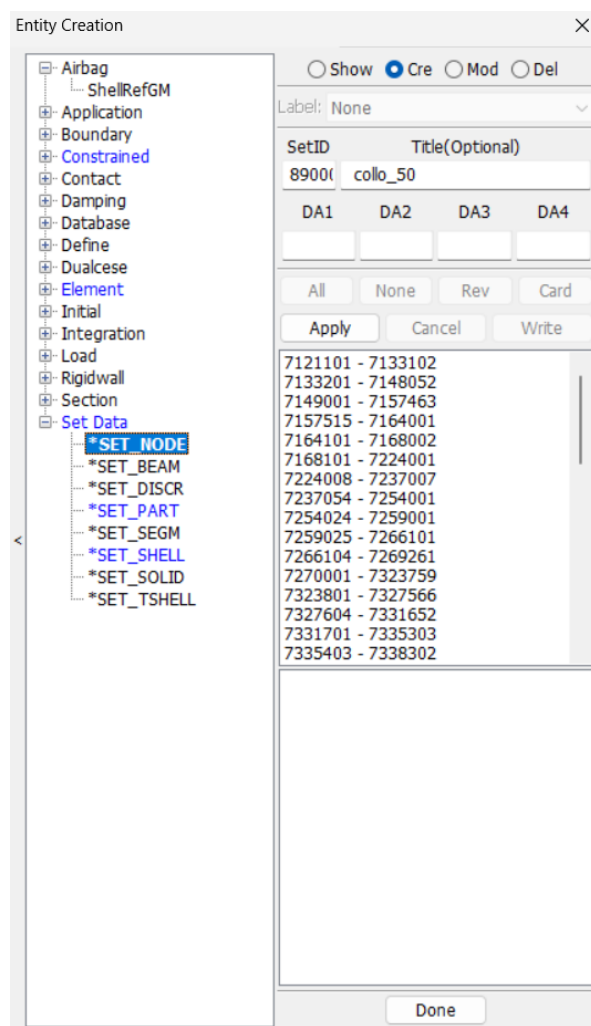 Entity Creation
Airbag
ShellRefGM
Application
Boundary
Constrained
Contact
Damping
Database
Define
Dualcese
Element
Initial
Integration
Load
Rigidwall
Section
Set Data
*SET_NODE
*SET_BEAM
*SET_DISCR
*SET_PART
*SET_SEGM
*SET_SHELL
*SET_SOLID
*SET_TSHELL
<
Show Cre Mod Del
Label: None
SetID Title(Optional)
8900 collo_50
DA1 DA2 DA3 DA4
All None Rev Card
Apply Cancel Write
7121101 - 7133102
7133201 - 7148052
7149001 - 7157463
7157515 - 7164001
7164101 - 7168002
7168101 - 7224001
7224008 - 7237007
7237054 - 7254001
7254024 - 7259001
7259025 - 7266101
7266104 - 7269261
7270001 - 7323759
7323801 - 7327566
7327604 - 7331652
7331701 - 7335303
7335403 - 7338302
Done